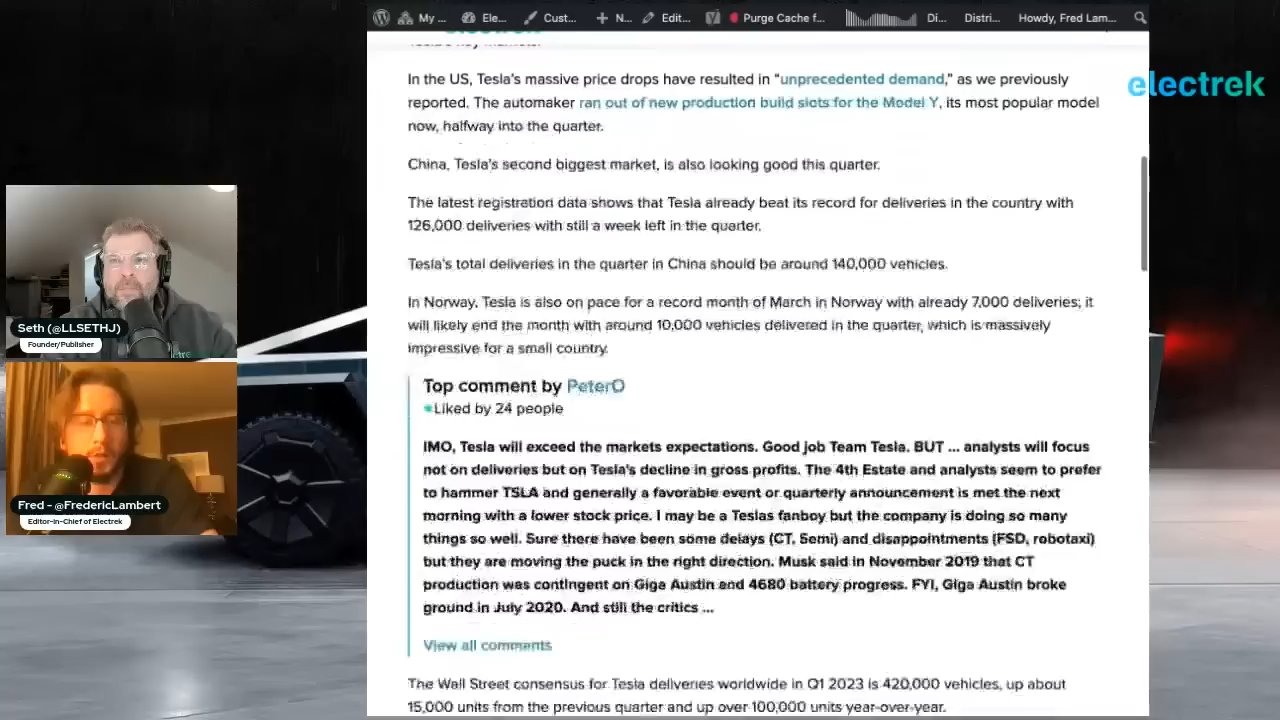 My ...
Ele...
Cust...
N...
Edit...
Purge Cache f...
Di...
Distri...
Howdy, Fred Lam...
electrek
In the US, Tesla's massive price drops have resulted in "unprecedented demand," as we previously
reported. The automaker ran out of new production build slots for the Model Y, its most popular model
now, halfway into the quarter.
China, Tesla's second biggest market, is also looking good this quarter.
The latest registration data shows that Tesla already beat its record for deliveries in the country with
126,000 deliveries with still a week left in the quarter.
Tesla's total deliveries in the quarter in China should be around 140,000 vehicles.
In Norway, Tesla is also on pace for a record month of March in Norway with already 7,000 deliveries; it
will likely end the month with around 10,000 vehicles delivered in the quarter, which is massively
impressive for a small country.
Top comment by PeterO
Liked by 24 people
IMO, Tesla will exceed the markets expectations. Good job Team Tesla. BUT ... analysts will focus
not on deliveries but on Tesla's decline in gross profits. The 4th Estate and analysts seem to prefer
to hammer TSLA and generally a favorable event or quarterly announcement is met the next
morning with a lower stock price. I may be a Teslas fanboy but the company is doing so many
things so well. Sure there have been some delays (CT, Semi) and disappointments (FSD, robotaxi)
but they are moving the puck in the right direction. Musk said in November 2019 that CT
production was contingent on Giga Austin and 4680 battery progress. FYI, Giga Austin broke
ground in July 2020. And still the critics ...
View all comments
The Wall Street consensus for Tesla deliveries worldwide in Q1 2023 is 420,000 vehicles, up about
15,000 units from the previous quarter and up over 100,000 units year-over-year.
Seth (@LLSETHJ)
Founder/Publisher
Fred - @FredericLambert
Editor-in-Chief of Electrek